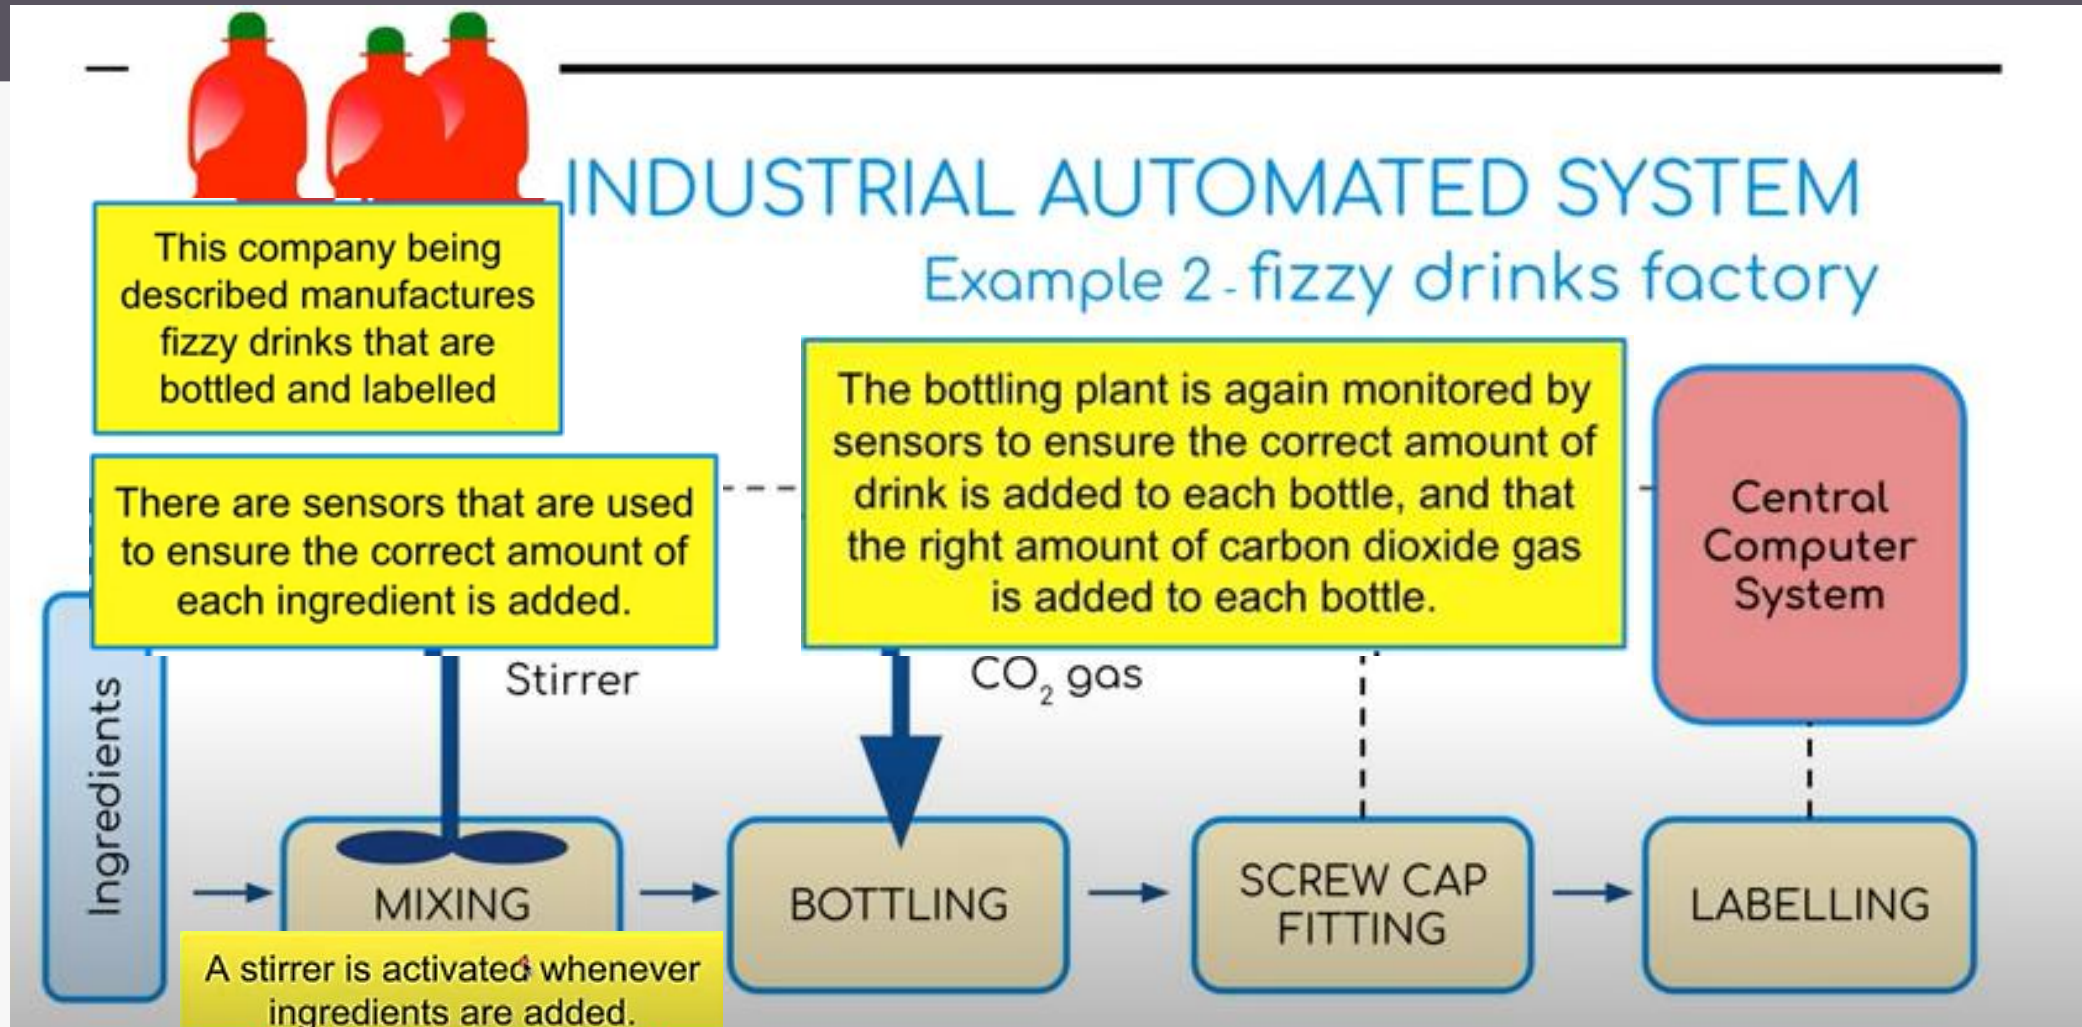 INDUSTRIAL AUTOMATED SYSTEM
Example 2 - fizzy drinks factory
This company being
described manufactures
fizzy drinks that are
bottled and labelled
There are sensors that are used
to ensure the correct amount of
each ingredient is added.
The bottling plant is again monitored by
sensors to ensure the correct amount of
drink is added to each bottle, and that
the right amount of carbon dioxide gas
is added to each bottle.
Central
Computer
System
Stirrer
CO₂ gas
Ingredients
MIXING
BOTTLING
SCREW CAP
FITTING
LABELLING
A stirrer is activated whenever
ingredients are added.